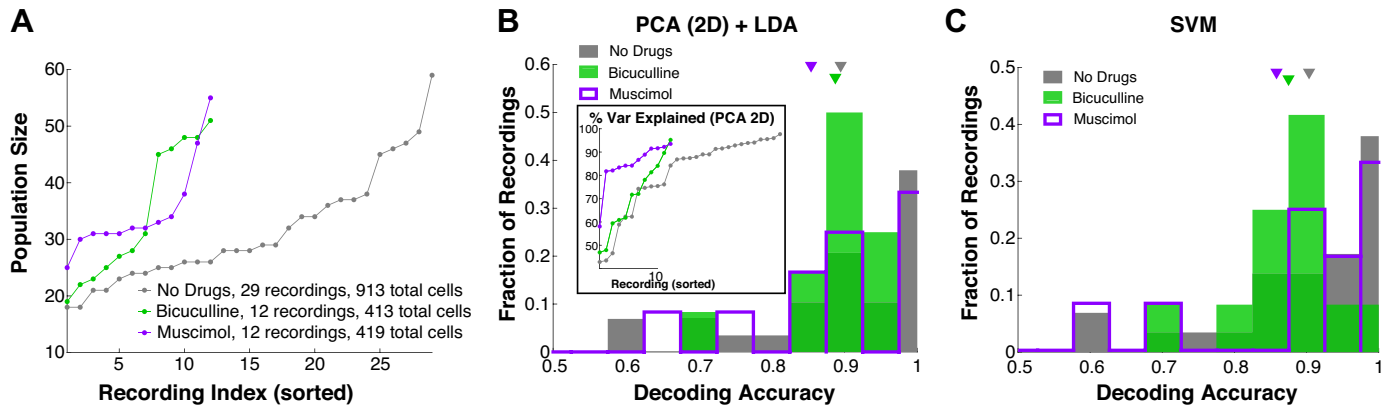 A
Population Size
60
50
40
30
20
10
5
10
15
20
25
Recording Index (sorted)
No Drugs, 29 recordings, 913 total cells
Bicuculline, 12 recordings, 413 total cells
Muscimol, 12 recordings, 419 total cells
B
PCA (2D) + LDA
No Drugs
Bicuculline
Muscimol
Fraction of Recordings
0.6
0.5
0.4
0.3
0.2
0.1
0
0.5
0.6
0.7
0.8
0.9
1
Decoding Accuracy
% Var Explained (PCA 2D)
100
90
80
70
60
50
10
Recording (sorted)
C
SVM
No Drugs
Bicuculline
Muscimol
Fraction of Recordings
0.5
0.4
0.3
0.2
0.1
0
0.5
0.6
0.7
0.8
0.9
1
Decoding Accuracy